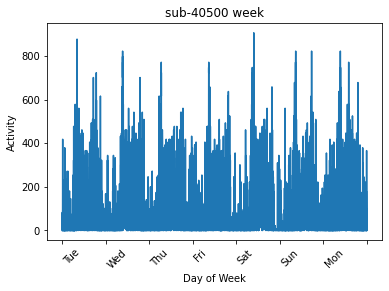 sub-40500 week
Activity
800
600
400
200
0
Tue Wed Thu Fri Sat Sun Mon
Day of Week